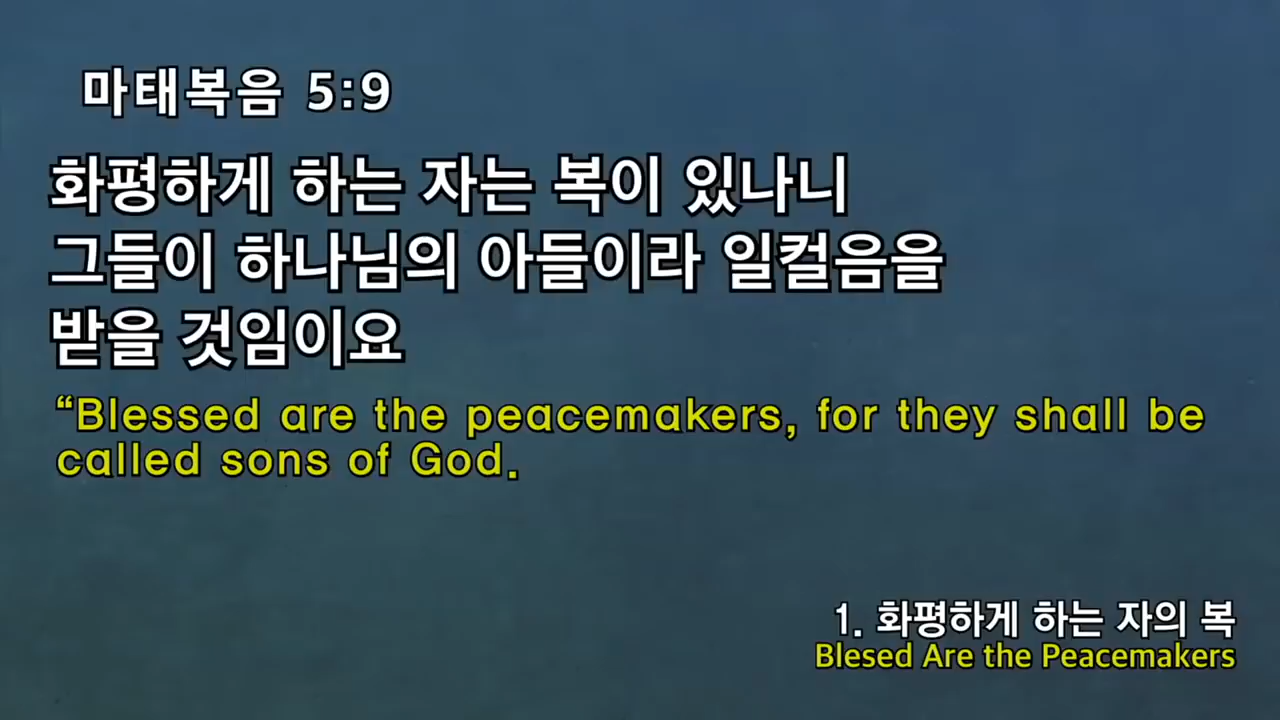 마태복음 5:9
화평하게 하는 자는 복이 있나니
그들이 하나님의 아들이라 일컬음을
받을 것임이요
“Blessed are the peacemakers, for they shall be
called sons of God.
1. 화평하게 하는 자의 복
Blesed Are the Peacemakers